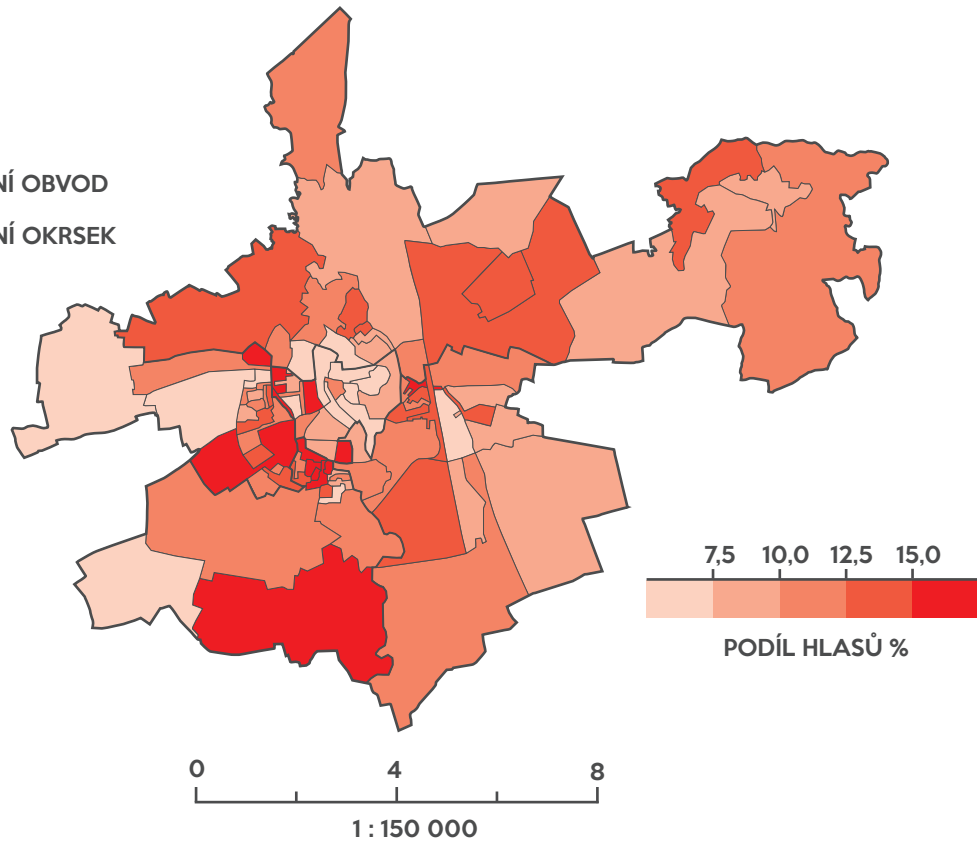 NÍ OBVOD
NÍ OKRSEK
7,5 10,0 12,5 15,0
PODÍL HLASŮ %
0 4 8
1 : 150 000